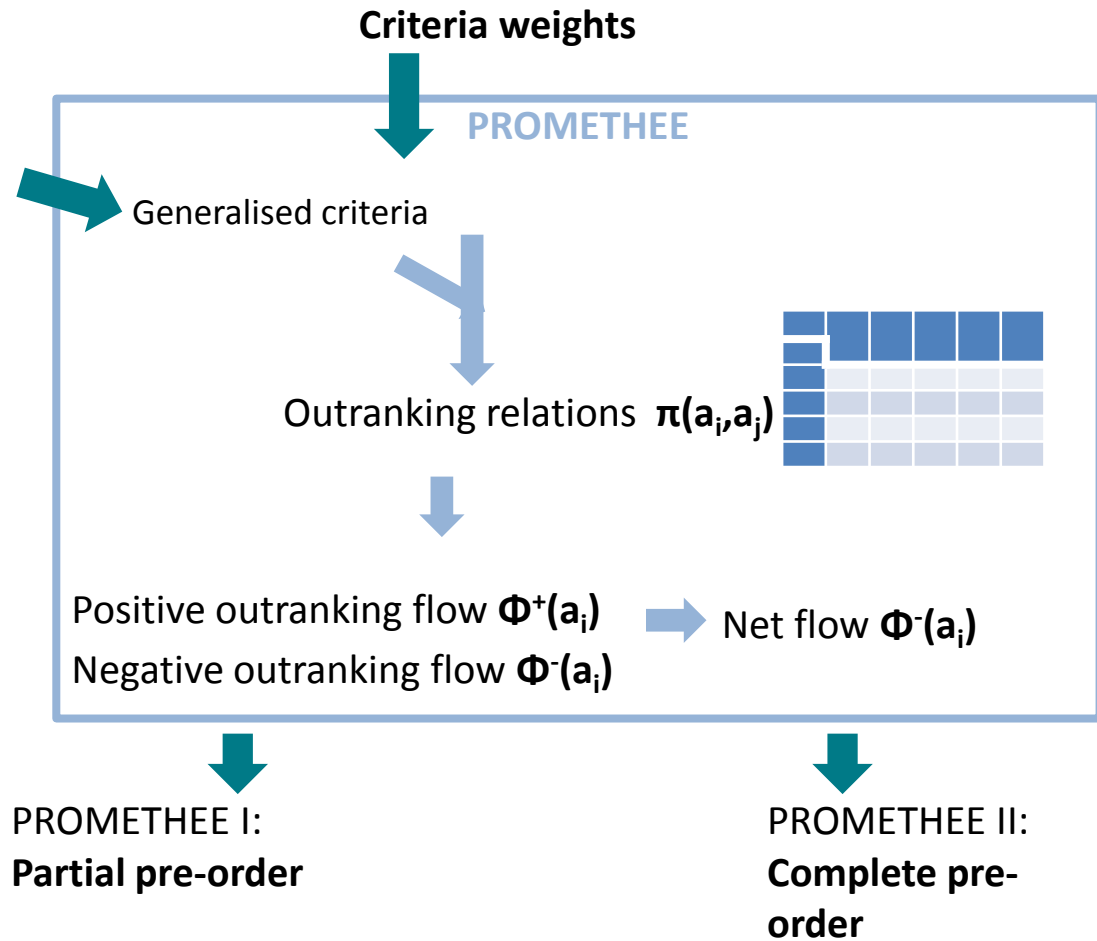 Criteria weights
PROMETHEE
Generalised criteria
Outranking relations π(aᵢ,aⱼ)
Positive outranking flow Φ⁺(aᵢ)
Net flow Φ⁻(aᵢ)
Negative outranking flow Φ⁻(aᵢ)
PROMETHEE I:
Partial pre-order
PROMETHEE II:
Complete pre-
order